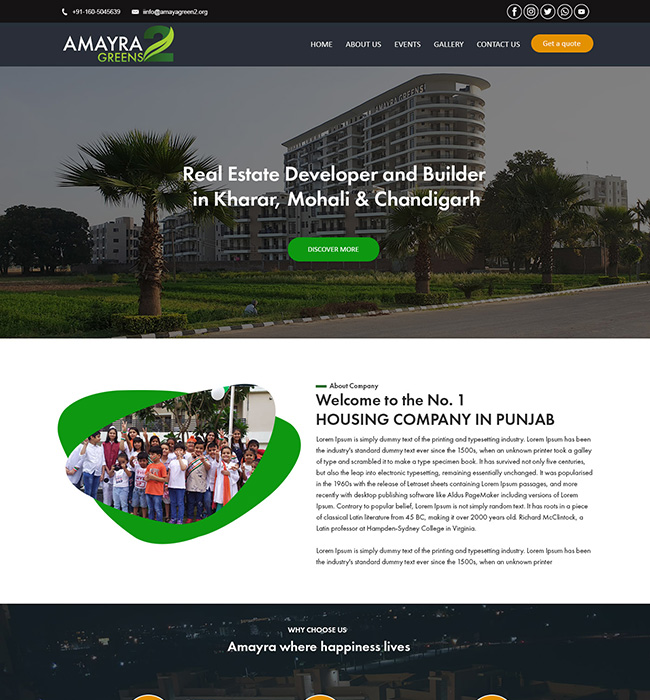 +91-160-5045639 iinfo@amayagreen2.org
AMAYRA 2
GREENS
HOME ABOUT US EVENTS GALLERY CONTACT US Get a quote
AMAYRA GREENS
Real Estate Developer and Builder
in Kharar, Mohali & Chandigarh
DISCOVER MORE
About Company
Welcome to the No. 1
HOUSING COMPANY IN PUNJAB
Lorem Ipsum is simply dummy text of the printing and typesetting industry. Lorem Ipsum has been
the industry's standard dummy text ever since the 1500s, when an unknown printer took a galley
of type and scrambled it to make a type specimen book. It has survived not only five centuries,
but also the leap into electronic typesetting, remaining essentially unchanged. It was popularised
in the 1960s with the release of Letraset sheets containing Lorem Ipsum passages, and more
recently with desktop publishing software like Aldus PageMaker including versions of Lorem
Ipsum. Contrary to popular belief, Lorem Ipsum is not simply random text. It has roots in a piece
of classical Latin literature from 45 BC, making it over 2000 years old. Richard McClintock, a
Latin professor at Hampden-Sydney College in Virginia.
Lorem Ipsum is simply dummy text of the printing and typesetting industry. Lorem Ipsum has been
the industry's standard dummy text ever since the 1500s, when an unknown printer
WHY CHOOSE US
Amayra where happiness lives